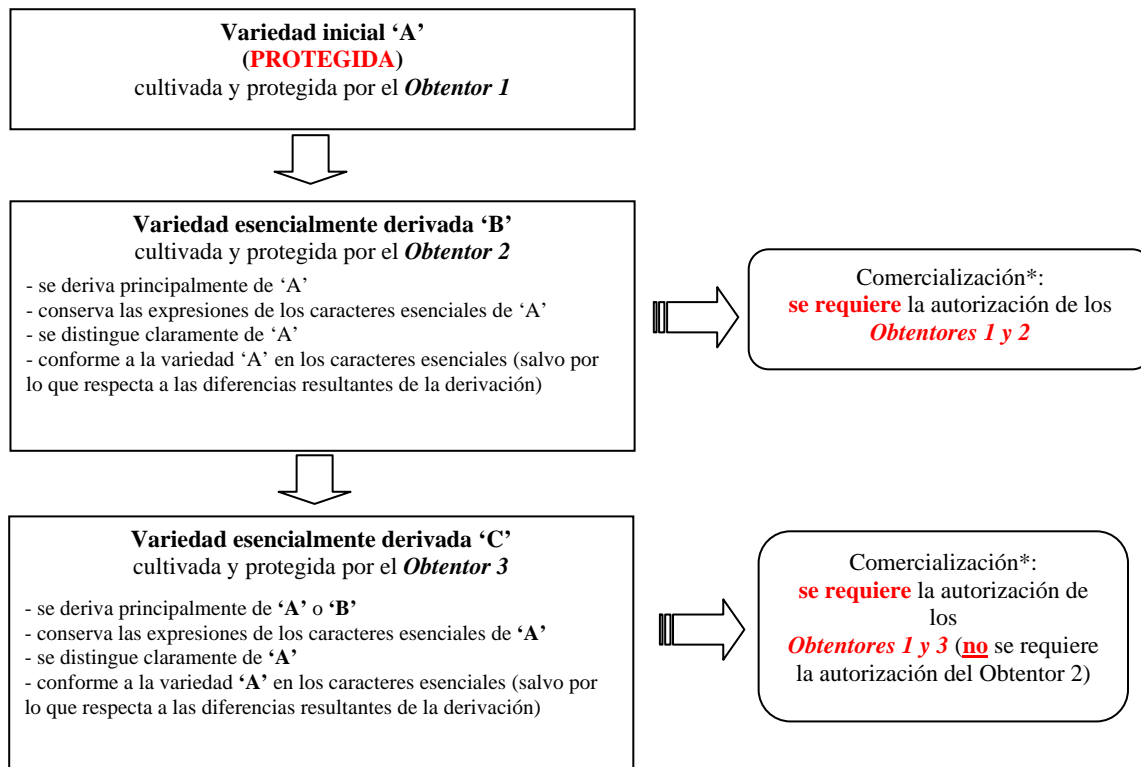 Variedad inicial ‘A’
(PROTEGIDA)
cultivada y protegida por el Obtentor 1
Variedad esencialmente derivada ‘B’
cultivada y protegida por el Obtentor 2
- se deriva principalmente de ‘A’
- conserva las expresiones de los caracteres esenciales de ‘A’
- se distingue claramente de ‘A’
- conforme a la variedad ‘A’ en los caracteres esenciales (salvo por
lo que respecta a las diferencias resultantes de la derivación)
Comercialización*:
se requiere la autorización de los
Obtentores 1 y 2
Variedad esencialmente derivada ‘C’
cultivada y protegida por el Obtentor 3
- se deriva principalmente de ‘A’ o ‘B’
- conserva las expresiones de los caracteres esenciales de ‘A’
- se distingue claramente de ‘A’
- conforme a la variedad ‘A’ en los caracteres esenciales (salvo por
lo que respecta a las diferencias resultantes de la derivación)
Comercialización*:
se requiere la autorización de
los
Obtentores 1 y 3 (no se requiere
la autorización del Obtentor 2)